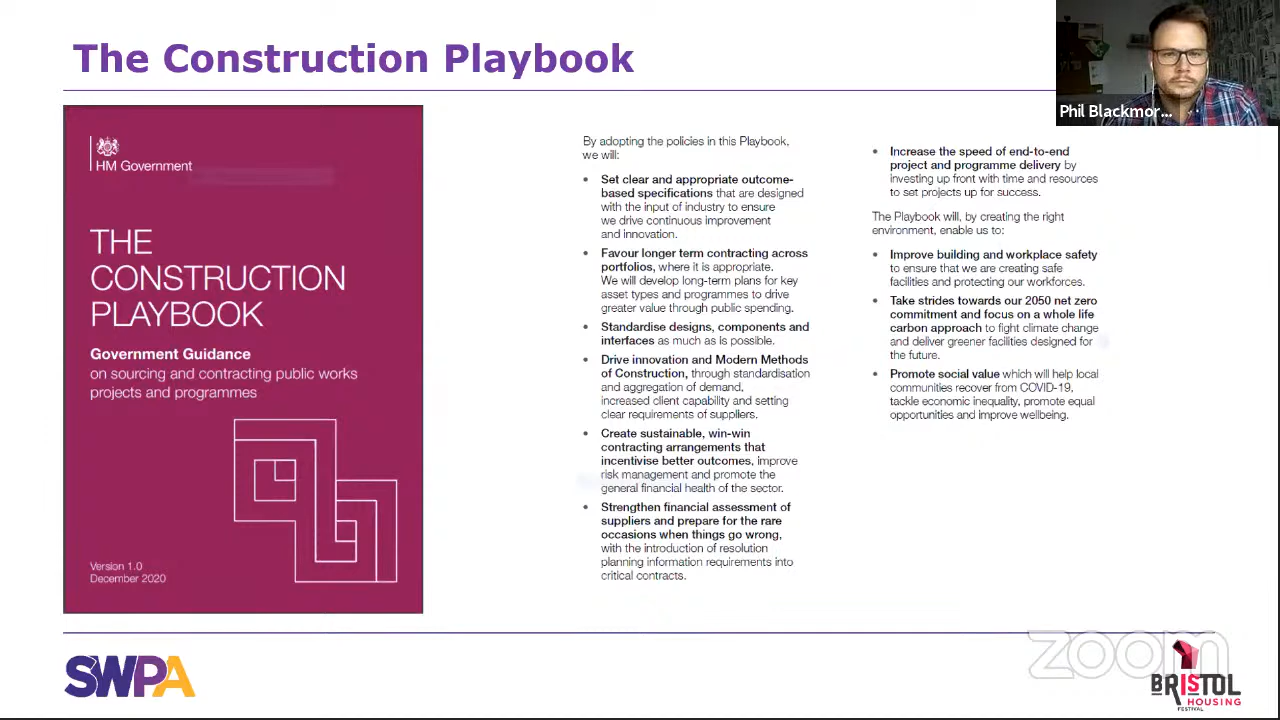 The Construction Playbook
Phil Blackmor...
HM Government
THE
CONSTRUCTION
PLAYBOOK
Government Guidance
on sourcing and contracting public works
projects and programmes
Version 1.0
December 2020
By adopting the policies in this Playbook,
we will:
• Set clear and appropriate outcome-
based specifications that are designed
with the input of industry to ensure
we drive continuous improvement
and innovation.
• Favour longer term contracting across
portfolios, where it is appropriate.
We will develop long-term plans for key
asset types and programmes to drive
greater value through public spending.
• Standardise designs, components and
interfaces as much as is possible.
• Drive innovation and Modern Methods
of Construction, through standardisation
and aggregation of demand,
increased client capability and setting
clear requirements of suppliers.
• Create sustainable, win-win
contracting arrangements that
incentivise better outcomes, improve
risk management and promote the
general financial health of the sector.
• Strengthen financial assessment of
suppliers and prepare for the rare
occasions when things go wrong,
with the introduction of resolution
planning information requirements into
critical contracts.
• Increase the speed of end-to-end
project and programme delivery by
investing up front with time and resources
to set projects up for success.
The Playbook will, by creating the right
environment, enable us to:
• Improve building and workplace safety
to ensure that we are creating safe
facilities and protecting our workforces.
• Take strides towards our 2050 net zero
commitment and focus on a whole life
carbon approach to fight climate change
and deliver greener facilities designed for
the future.
• Promote social value which will help local
communities recover from COVID-19,
tackle economic inequality, promote equal
opportunities and improve wellbeing.
SWPA
zoom
BRISTOL
HOUSING
FESTIVAL